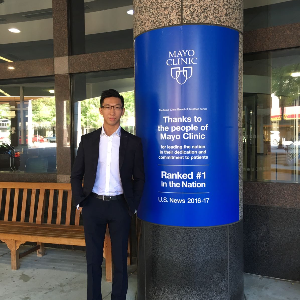 MAYO
CLINIC
Thanks to
the people of
Mayo Clinic
for leading the nation
in their dedication and
commitment to patients
Ranked #1
in the Nation
U.S. News 2016-17